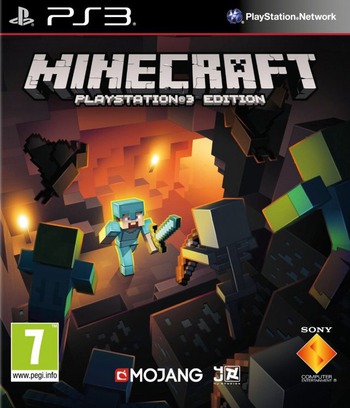 PS3
PlayStation Network
MINECRAFT
PLAYSTATION®3 EDITION
7
www.pegi.info
MOJANG
SONY
COMPUTER
ENTERTAINMENT®